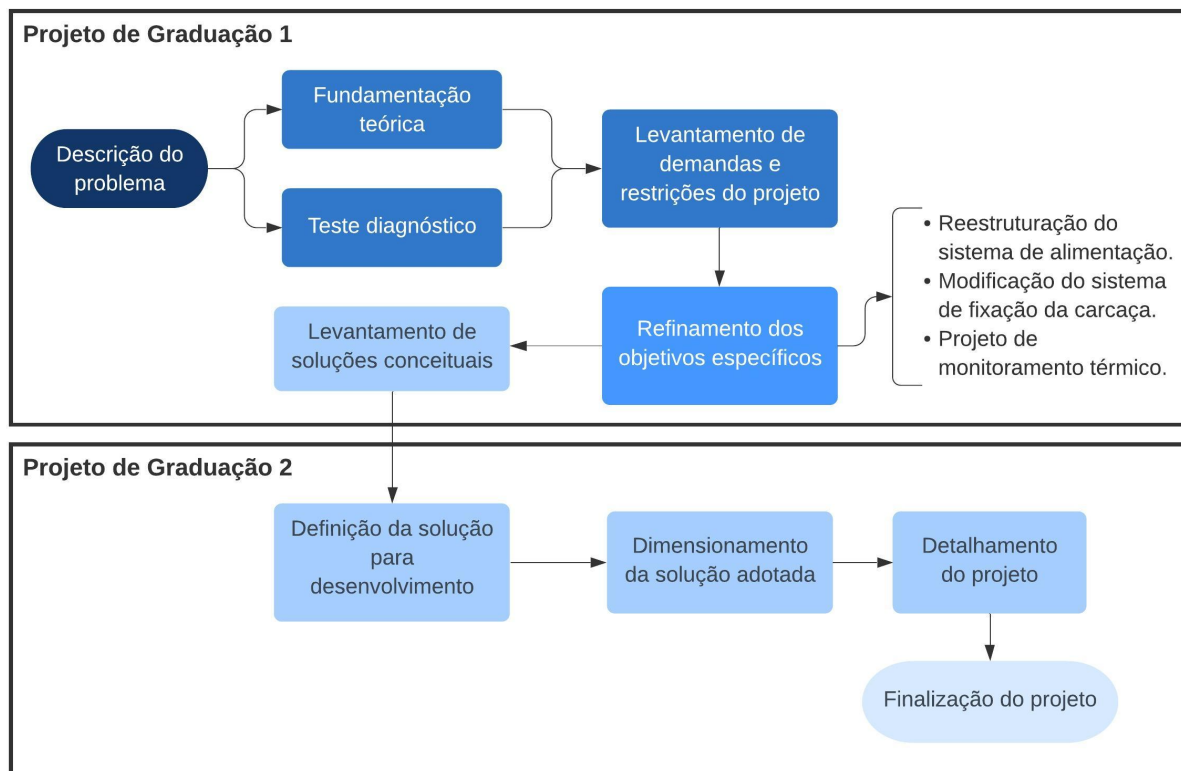 Projeto de Graduação 1
Descrição do
problema
Fundamentação
teórica
Teste diagnóstico
Levantamento de
demandas e
restrições do projeto
Refinamento dos
objetivos específicos
• Reestruturação do
sistema de alimentação.
• Modificação do sistema
de fixação da carcaça.
• Projeto de
monitoramento térmico.
Levantamento de
soluções conceituais
Projeto de Graduação 2
Definição da solução
para
desenvolvimento
Dimensionamento
da solução adotada
Detalhamento
do projeto
Finalização do projeto